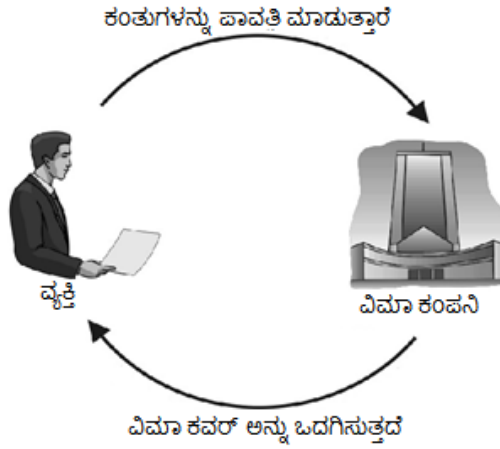 ಕಂತುಗಳನ್ನು ಪಾವತಿ ಮಾಡುತ್ತಾರೆ
ವ್ಯಕ್ತಿ
ವಿಮಾ ಕಂಪನಿ
ವಿಮಾ ಕವರ್ ಅನ್ನು ಒದಗಿಸುತ್ತದೆ